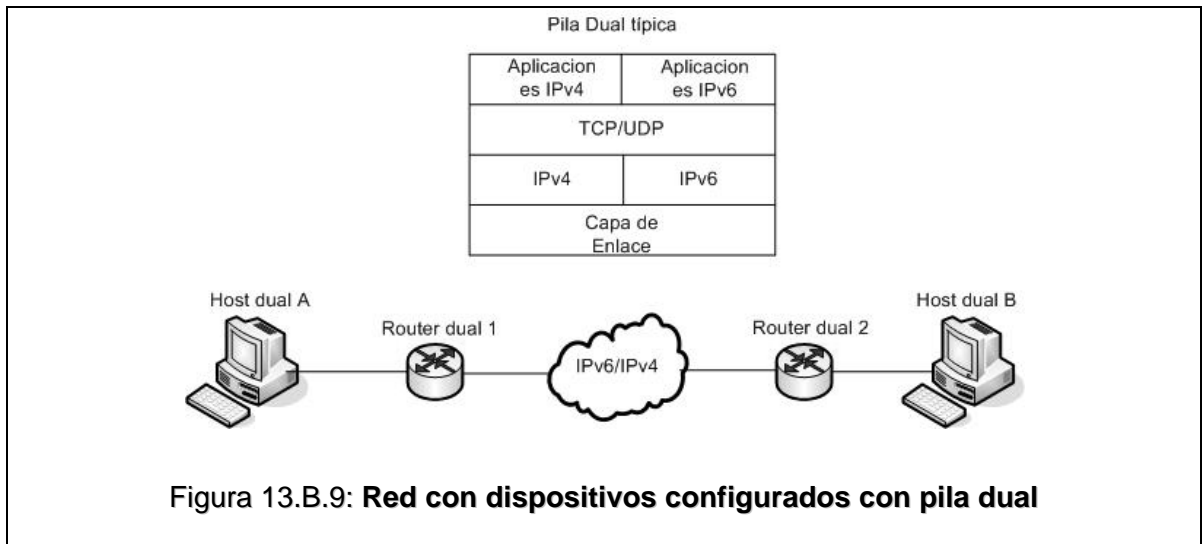 Pila Dual típica
Aplicacion
es IPv4
Aplicacion
es IPv6
TCP/UDP
IPv4
IPv6
Capa de
Enlace
Host dual A
Host dual B
Router dual 1
Router dual 2
IPv6/IPv4
Figura 13.B.9: Red con dispositivos configurados con pila dual